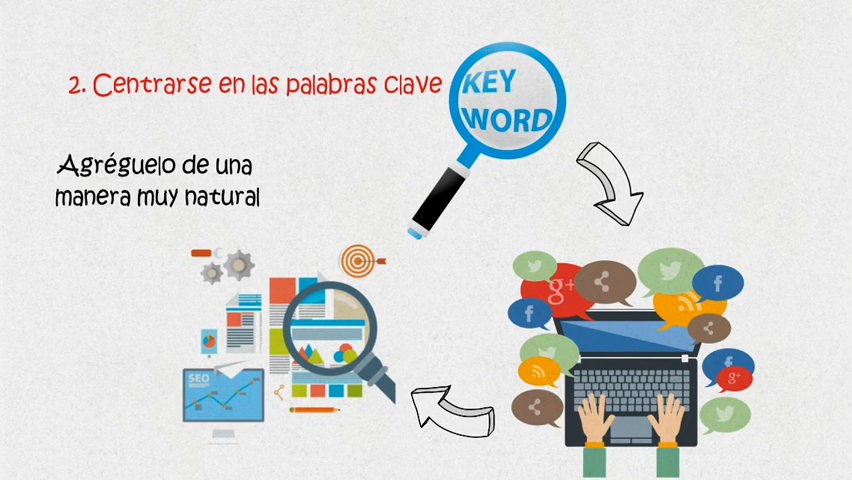 2. Centrarse en las palabras clave
KEY
WORD
Agréguelo de una
manera muy natural
g+
f
f
SEO
f
g+